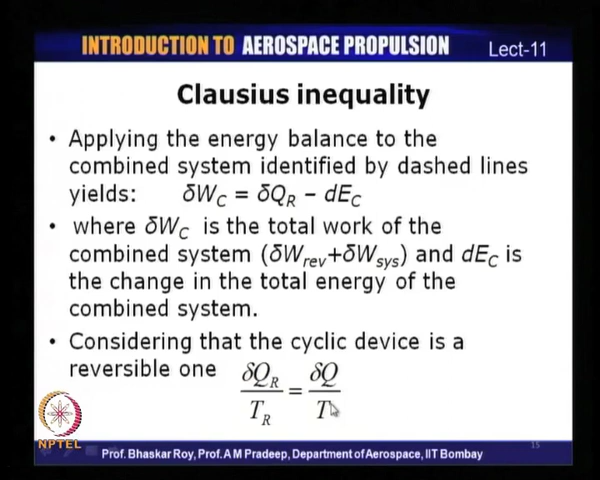 INTRODUCTION TO AEROSPACE PROPULSION Lect-11
Clausius inequality
• Applying the energy balance to the
combined system identified by dashed lines
yields: δW_C = δQ_R – dE_C
• where δW_C is the total work of the
combined system (δW_rev+δW_sys) and dE_C is
the change in the total energy of the
combined system.
• Considering that the cyclic device is a
reversible one δQ_R/T_R = δQ/T
NPTEL
15
Prof. Bhaskar Roy, Prof. A M Pradeep, Department of Aerospace, IIT Bombay